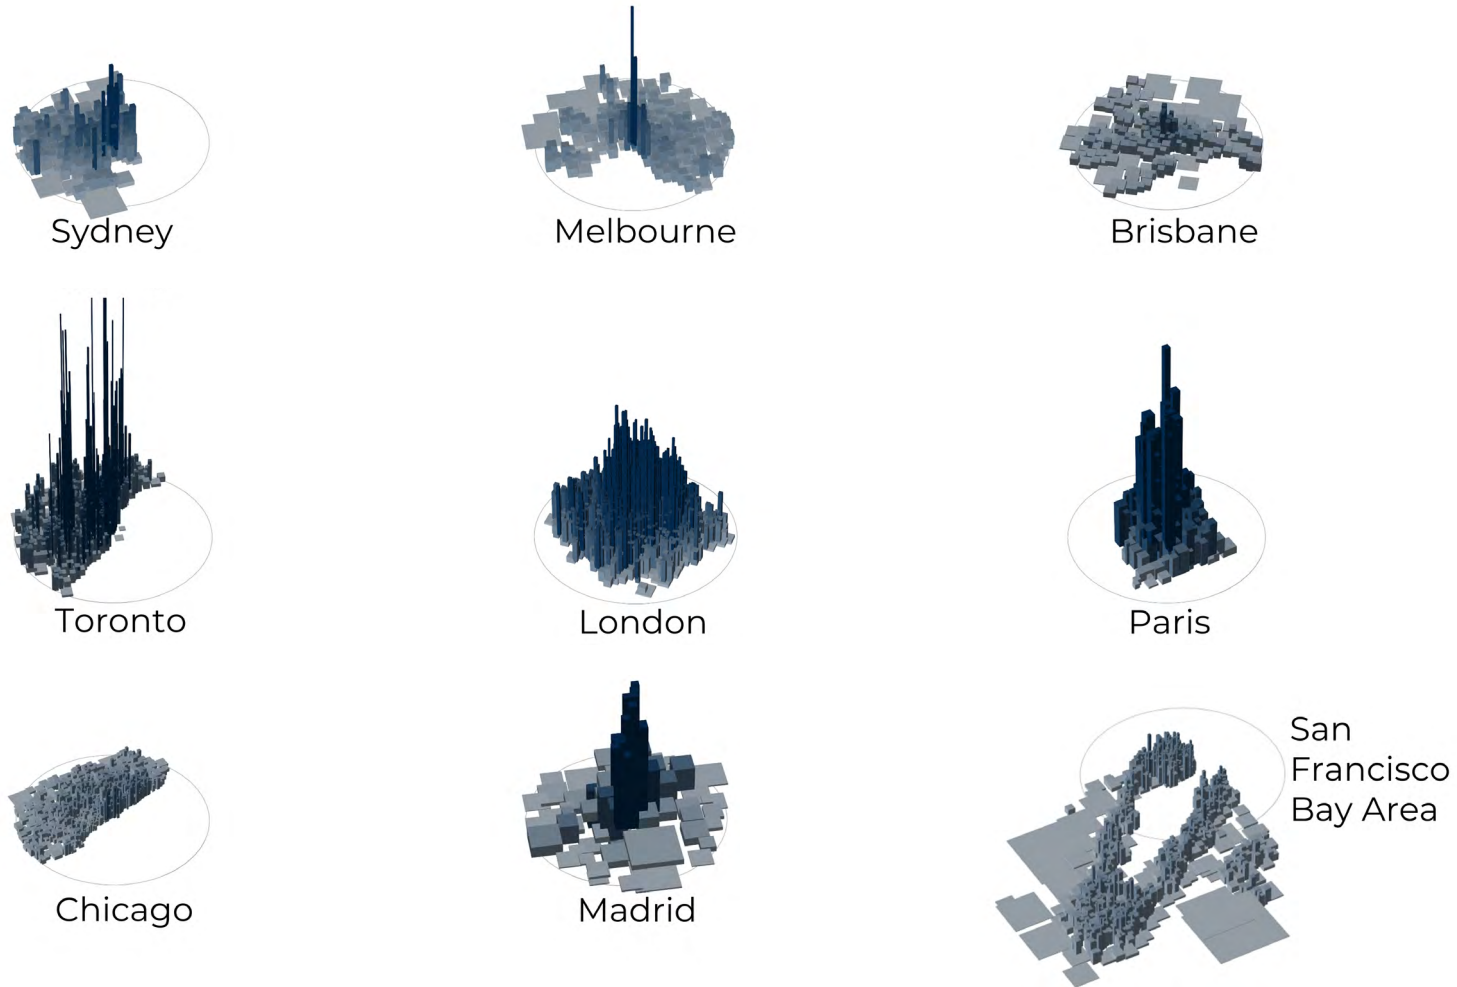 Sydney
Melbourne
Brisbane
Toronto
London
Paris
Chicago
Madrid
San
Francisco
Bay Area